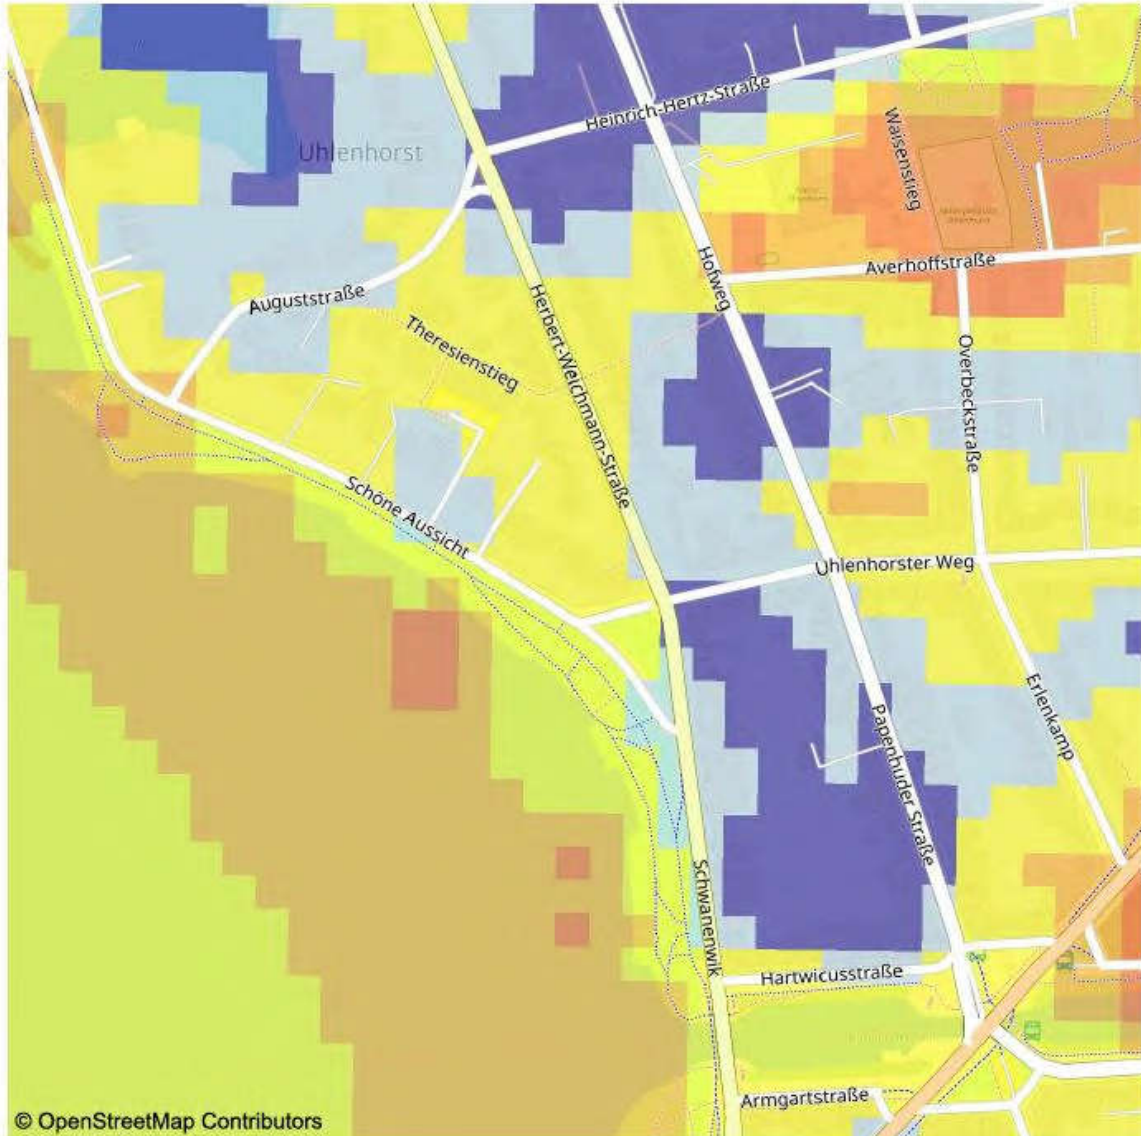 Heinrich-Hertz-Straße
Uhlenhorst
Waisenstieg
Averhoffstraße
Hofweg
Auguststraße
Herbert-Weichmann-Straße
Theresienstieg
Overbeckstraße
Schöne Aussicht
Uhlenhorster Weg
Erlenkamp
Papenhuder Straße
Schwanenwik
Hartwicusstraße
Armgartstraße
© OpenStreetMap Contributors